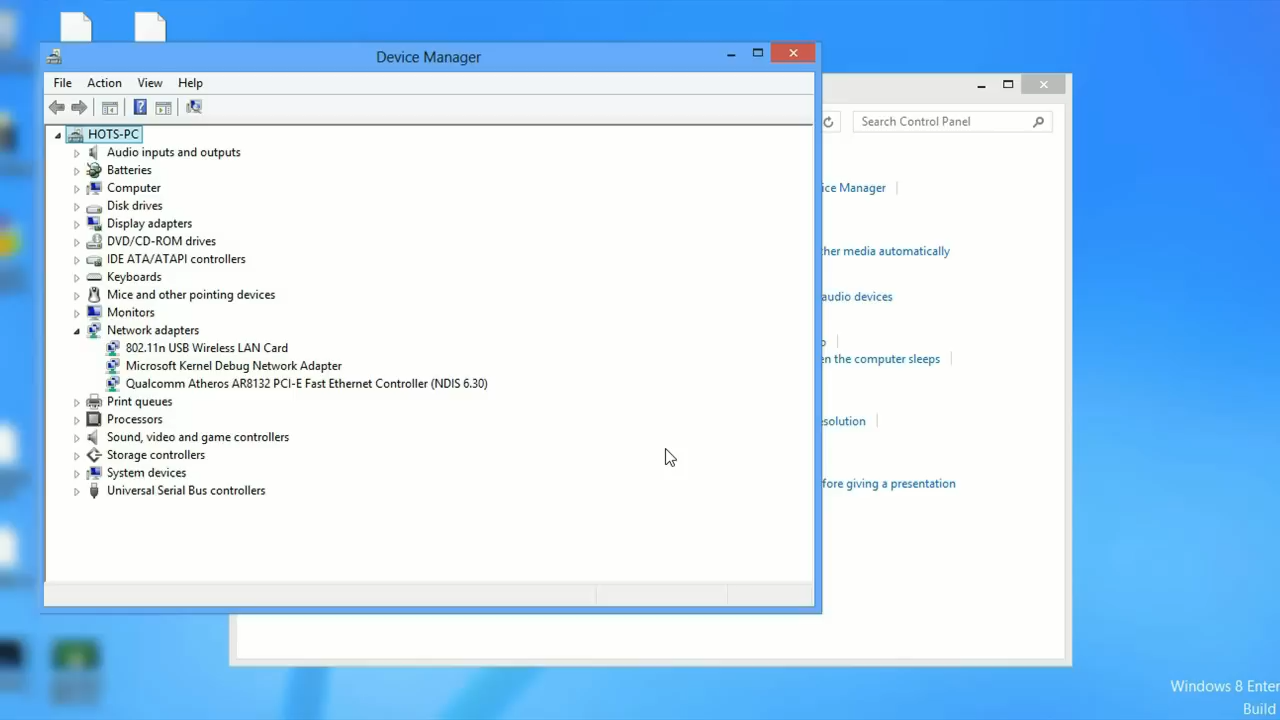 Device Manager
File Action View Help
Search Control Panel
HOTS-PC
Audio inputs and outputs
Batteries
Computer
ice Manager
Disk drives
Display adapters
DVD/CD-ROM drives
IDE ATA/ATAPI controllers
her media automatically
Keyboards
Mice and other pointing devices
audio devices
Monitors
Network adapters
802.11n USB Wireless LAN Card
en the computer sleeps
Microsoft Kernel Debug Network Adapter
Qualcomm Atheros AR8132 PCI-E Fast Ethernet Controller (NDIS 6.30)
Print queues
Processors
solution
Sound, video and game controllers
Storage controllers
System devices
fore giving a presentation
Universal Serial Bus controllers
Windows 8 Enter
Build